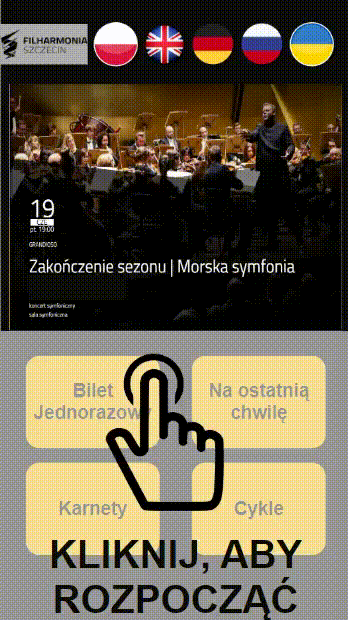 FILHARMONIA
SZCZECIN
19
CZE
pt. 19:00
GRANDIOSO
Zakończenie sezonu | Morska symfonia
koncert symfoniczny
sala symfoniczna
Bilet
Jednorazowy
Na ostatnią
chwilę
Karnety
Cykle
KLIKNIJ, ABY
ROZPOCZĄĆ